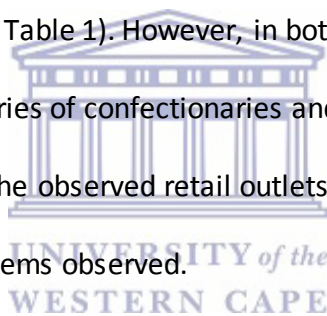 Table 1). However, in bot
ries of confectionaries and
he observed retail outlets
UNIVERSITY of the
ems observed.
WESTERN CAPE